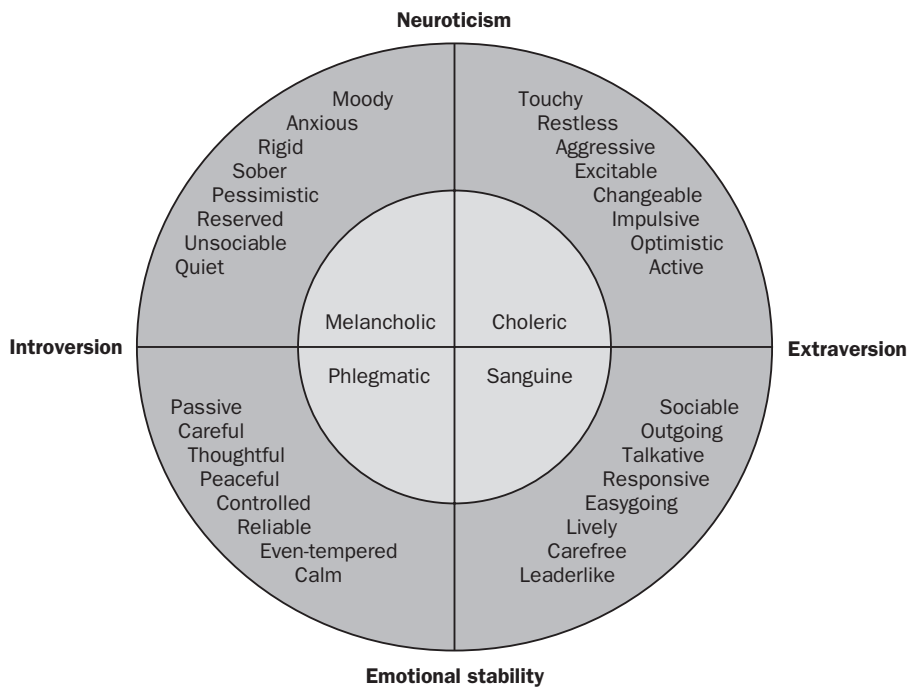 Neuroticism
Moody
Anxious
Rigid
Sober
Pessimistic
Reserved
Unsociable
Quiet
Touchy
Restless
Aggressive
Excitable
Changeable
Impulsive
Optimistic
Active
Melancholic
Choleric
Introversion
Extraversion
Phlegmatic
Sanguine
Passive
Careful
Thoughtful
Peaceful
Controlled
Reliable
Even-tempered
Calm
Sociable
Outgoing
Talkative
Responsive
Easygoing
Lively
Carefree
Leaderlike
Emotional stability